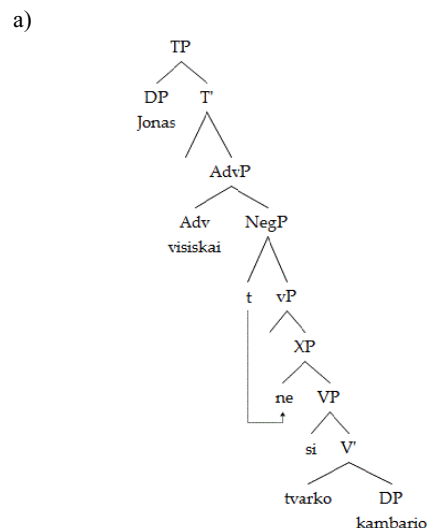 a)
TP
DP T'
Jonas
AdvP
Adv NegP
visiskai
t vP
XP
ne VP
si V'
tvarko DP
kambario